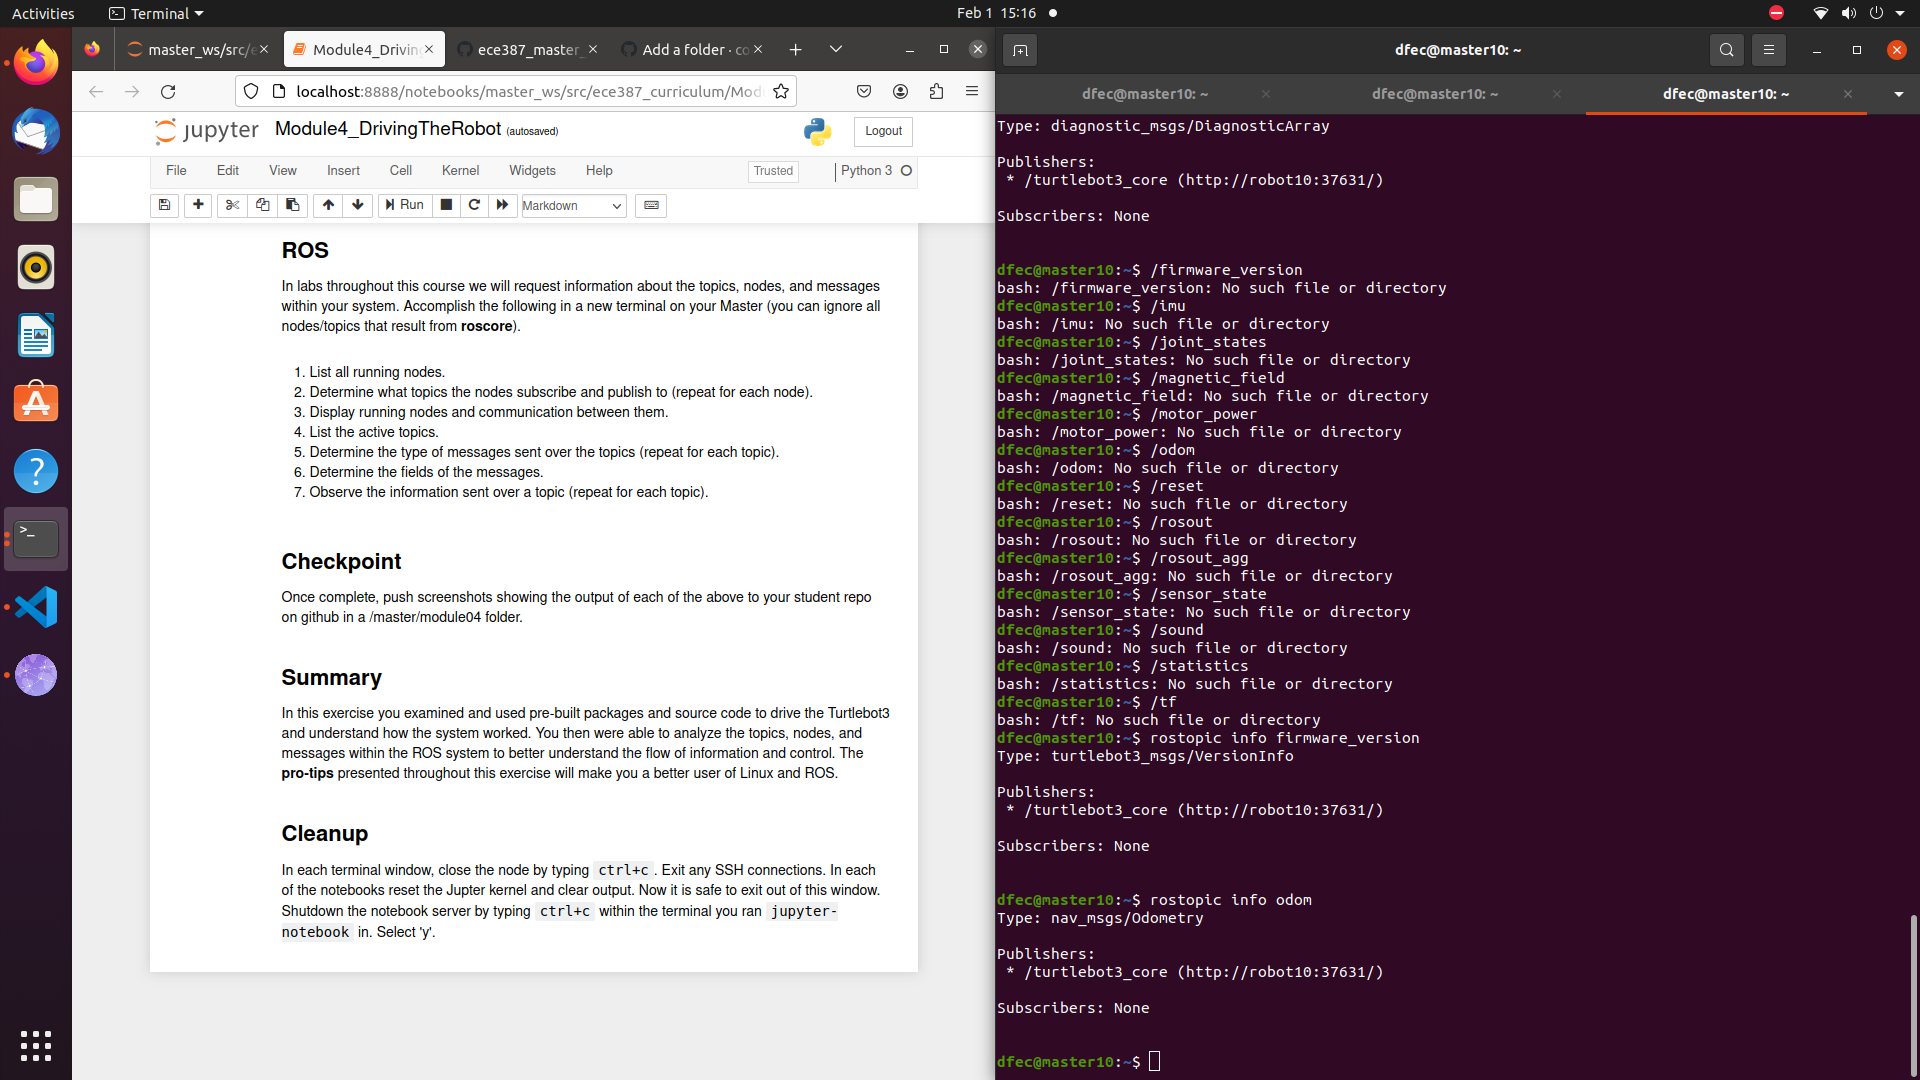 Activities
Terminal
Feb 1 15:16
master_ws/src/e
Module4_Drivin
ece387_master_
Add a folder · co
localhost:8888/notebooks/master_ws/src/ece387_curriculum/Mod
jupyter
Module4_DrivingTheRobot (autosaved)
Logout
File
Edit
View
Insert
Cell
Kernel
Widgets
Help
Trusted
Python 3
Run
Markdown
ROS
In labs throughout this course we will request information about the topics, nodes, and messages
within your system. Accomplish the following in a new terminal on your Master (you can ignore all
nodes/topics that result from roscore).
1. List all running nodes.
2. Determine what topics the nodes subscribe and publish to (repeat for each node).
3. Display running nodes and communication between them.
4. List the active topics.
5. Determine the type of messages sent over the topics (repeat for each topic).
6. Determine the fields of the messages.
7. Observe the information sent over a topic (repeat for each topic).
Checkpoint
Once complete, push screenshots showing the output of each of the above to your student repo
on github in a /master/module04 folder.
Summary
In this exercise you examined and used pre-built packages and source code to drive the Turtlebot3
and understand how the system worked. You then were able to analyze the topics, nodes, and
messages within the ROS system to better understand the flow of information and control. The
pro-tips presented throughout this exercise will make you a better user of Linux and ROS.
Cleanup
In each terminal window, close the node by typing ctrl+c . Exit any SSH connections. In each
of the notebooks reset the Jupter kernel and clear output. Now it is safe to exit out of this window.
Shutdown the notebook server by typing ctrl+c within the terminal you ran jupyter-
notebook in. Select 'y'.
dfec@master10: ~
dfec@master10: ~
dfec@master10: ~
dfec@master10: ~
Type: diagnostic_msgs/DiagnosticArray
Publishers:
* /turtlebot3_core (http://robot10:37631/)
Subscribers: None
dfec@master10:~$ /firmware_version
bash: /firmware_version: No such file or directory
dfec@master10:~$ /imu
bash: /imu: No such file or directory
dfec@master10:~$ /joint_states
bash: /joint_states: No such file or directory
dfec@master10:~$ /magnetic_field
bash: /magnetic_field: No such file or directory
dfec@master10:~$ /motor_power
bash: /motor_power: No such file or directory
dfec@master10:~$ /odom
bash: /odom: No such file or directory
dfec@master10:~$ /reset
bash: /reset: No such file or directory
dfec@master10:~$ /rosout
bash: /rosout: No such file or directory
dfec@master10:~$ /rosout_agg
bash: /rosout_agg: No such file or directory
dfec@master10:~$ /sensor_state
bash: /sensor_state: No such file or directory
dfec@master10:~$ /sound
bash: /sound: No such file or directory
dfec@master10:~$ /statistics
bash: /statistics: No such file or directory
dfec@master10:~$ /tf
bash: /tf: No such file or directory
dfec@master10:~$ rostopic info firmware_version
Type: turtlebot3_msgs/VersionInfo
Publishers:
* /turtlebot3_core (http://robot10:37631/)
Subscribers: None
dfec@master10:~$ rostopic info odom
Type: nav_msgs/Odometry
Publishers:
* /turtlebot3_core (http://robot10:37631/)
Subscribers: None
dfec@master10:~$